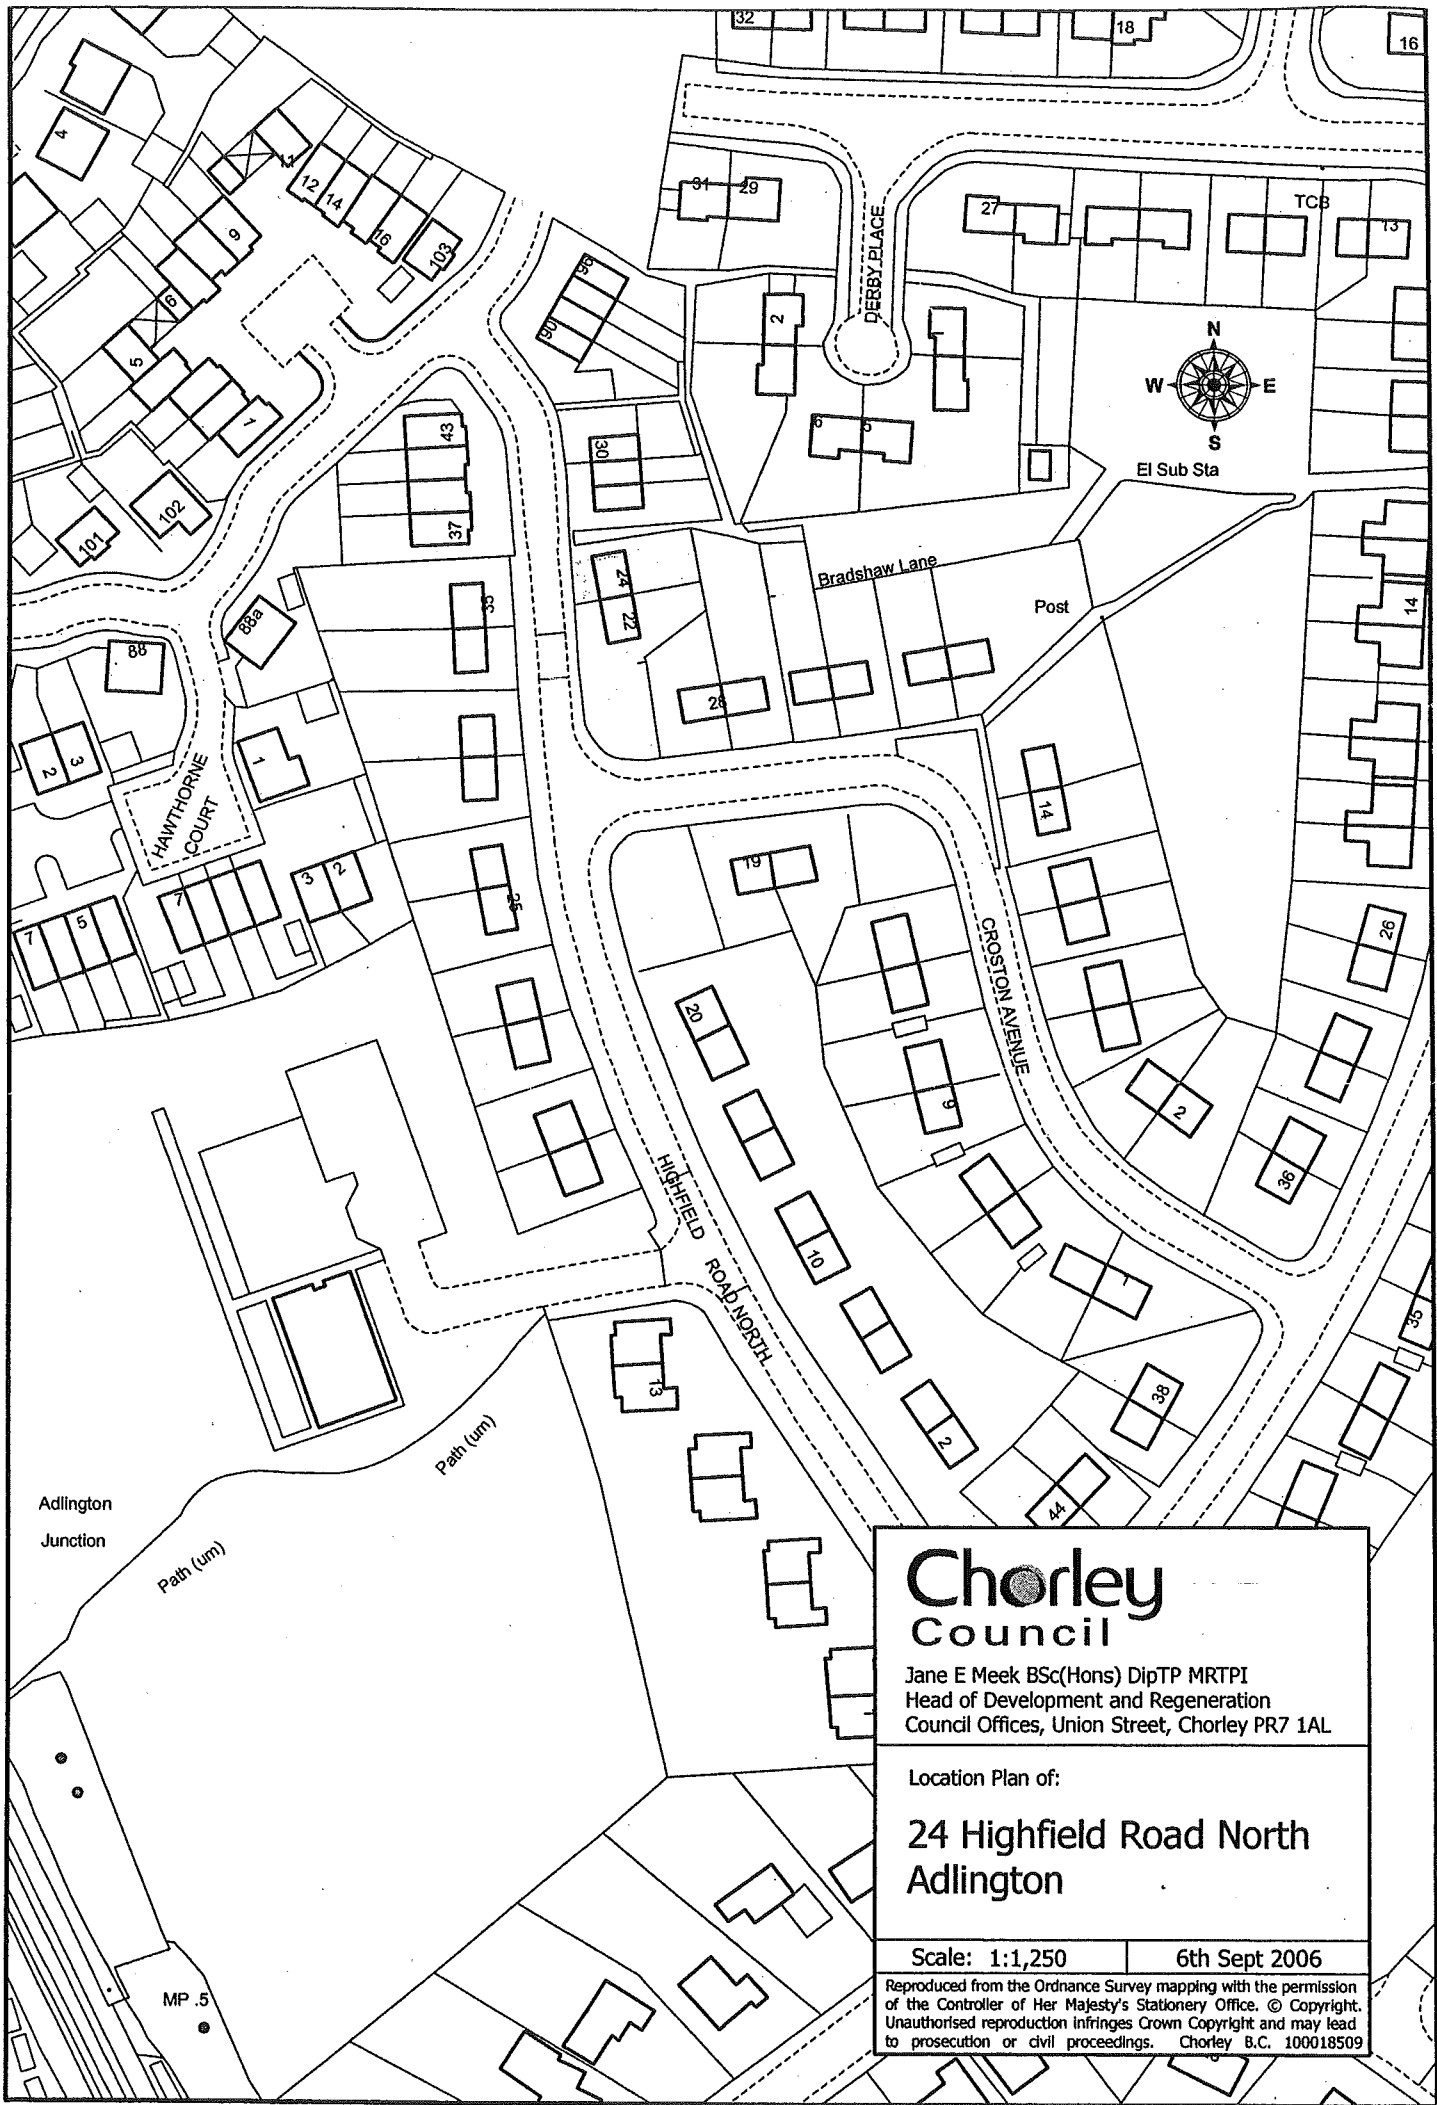 32
18
16
4
11
12
14
16
103
9
6
5
1
102
101
31
29
DERBY PLACE
27
TCB
13
96
90
2
6
5
N
W
E
S
El Sub Sta
43
37
30
24
22
35
Bradshaw Lane
Post
14
88a
88
28
1
3
2
HAWTHORNE
COURT
14
19
25
3
2
7
7
5
26
CROSTON AVENUE
20
9
2
36
HIGHFIELD
ROAD NORTH
10
1
35
13
38
2
44
Path (um)
Path (um)
Adlington
Junction
MP .5
Chorley
Council
Jane E Meek BSc(Hons) DipTP MRTPI
Head of Development and Regeneration
Council Offices, Union Street, Chorley PR7 1AL
Location Plan of:
24 Highfield Road North
Adlington
Scale: 1:1,250
6th Sept 2006
Reproduced from the Ordnance Survey mapping with the permission
of the Controller of Her Majesty's Stationery Office. © Copyright.
Unauthorised reproduction infringes Crown Copyright and may lead
to prosecution or civil proceedings. Chorley B.C. 100018509